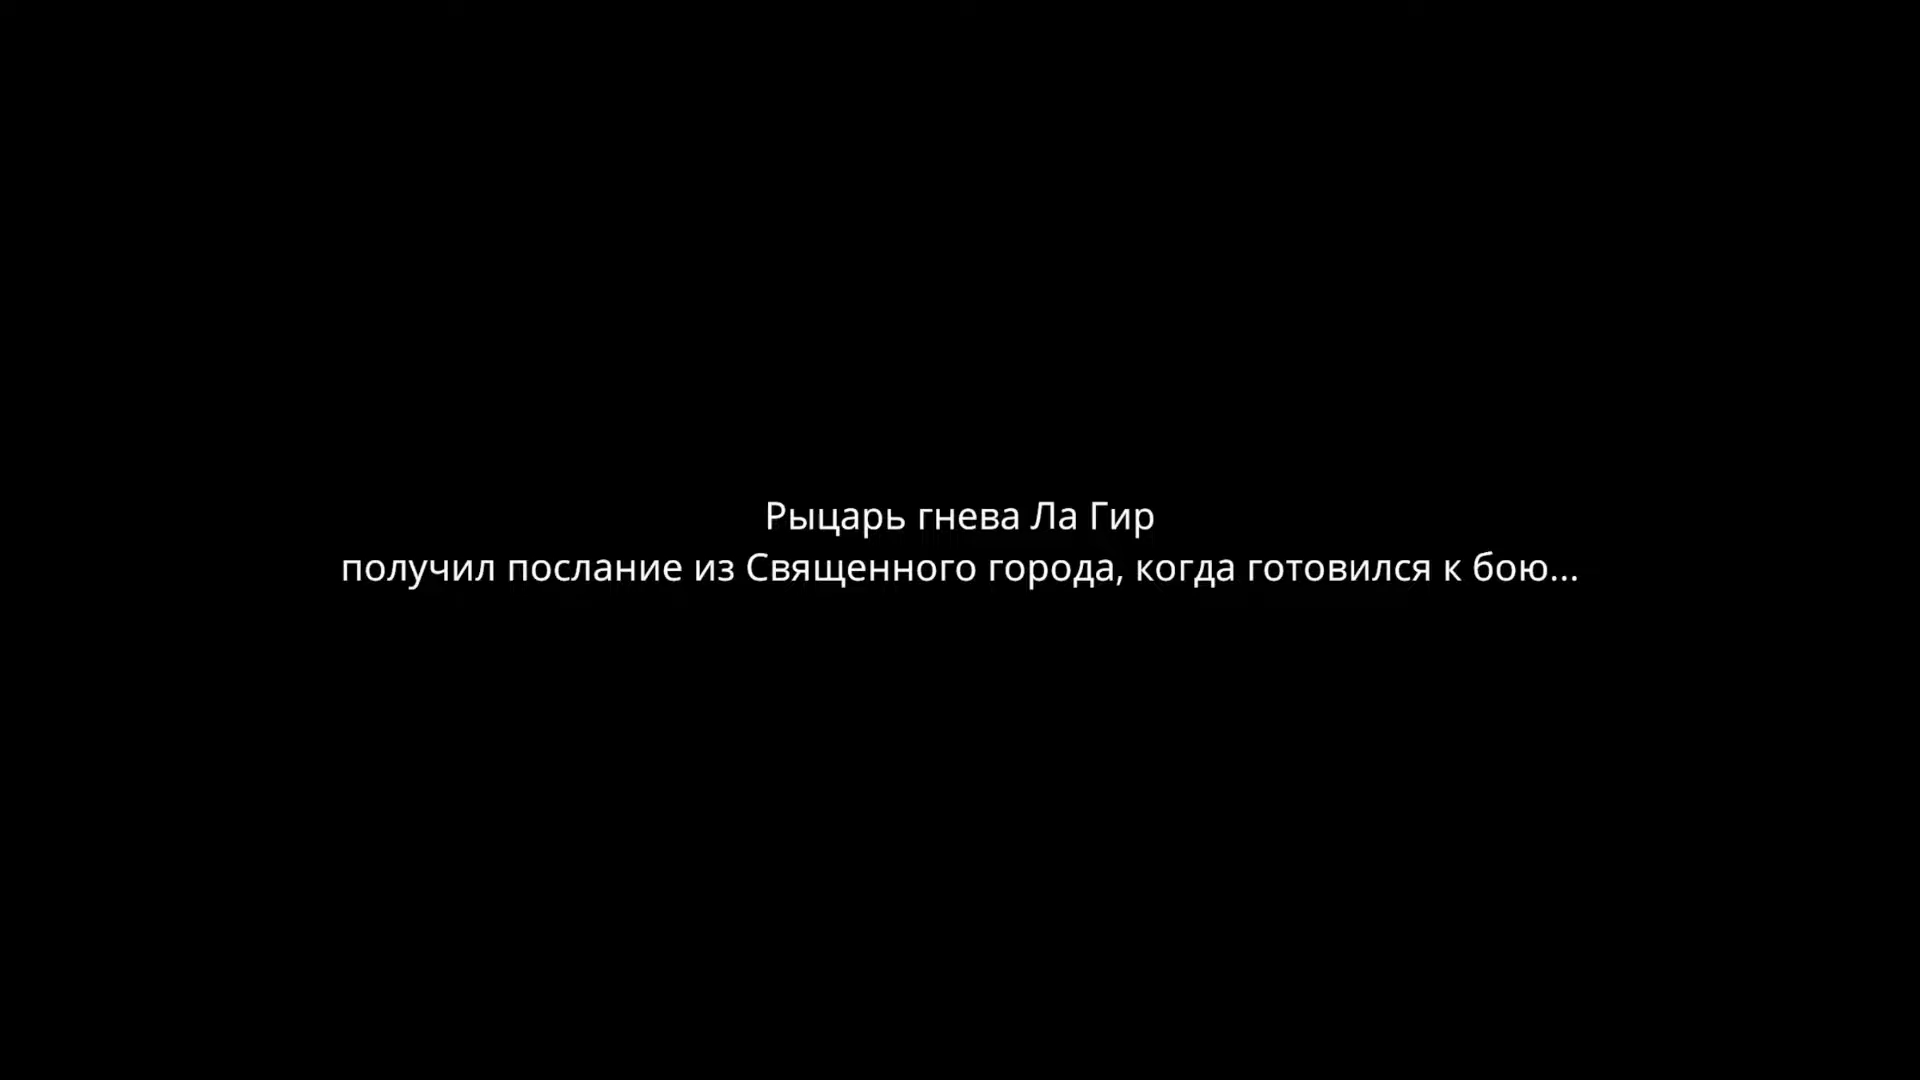 Рыцарь гнева Ла Гир
получил послание из Священного города, когда готовился к бою...